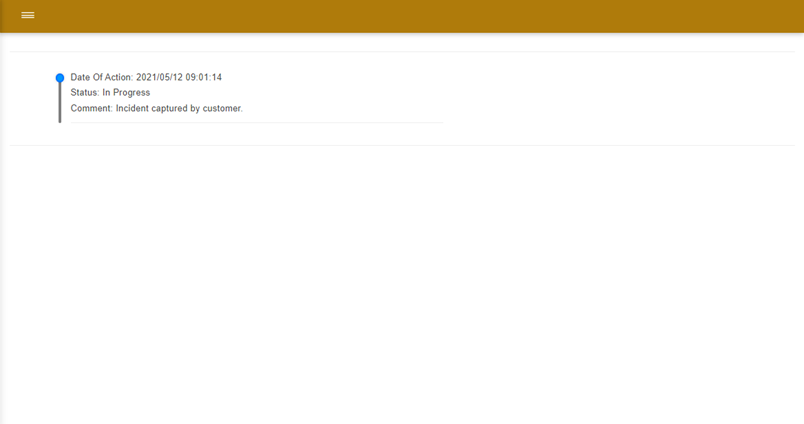 Date Of Action: 2021/05/12 09:01:14
Status: In Progress
Comment: Incident captured by customer.